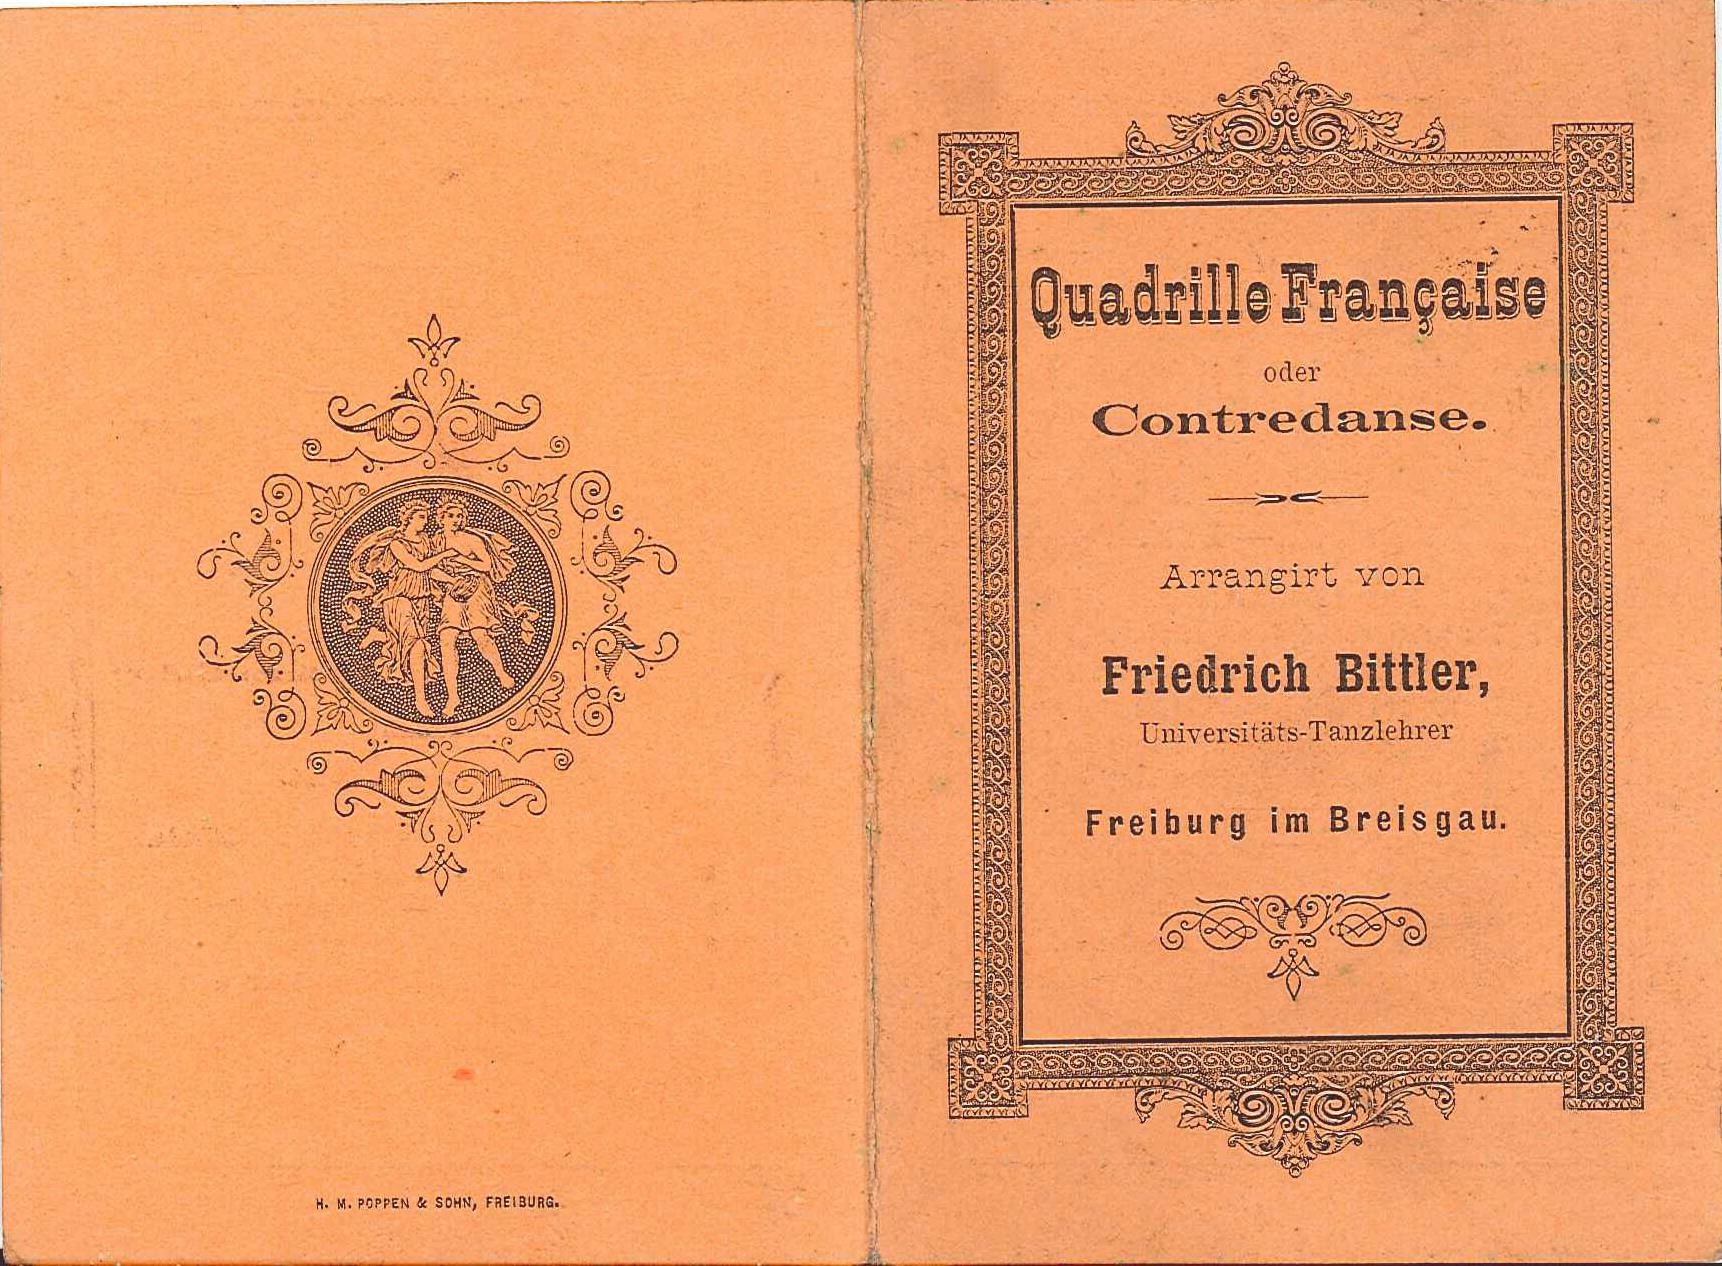 H. M. POPPEN & SOHN, FREIBURG.
Quadrille Française
oder
Contredanse.
Arrangirt von
Friedrich Bittler,
Universitäts-Tanzlehrer
Freiburg im Breisgau.